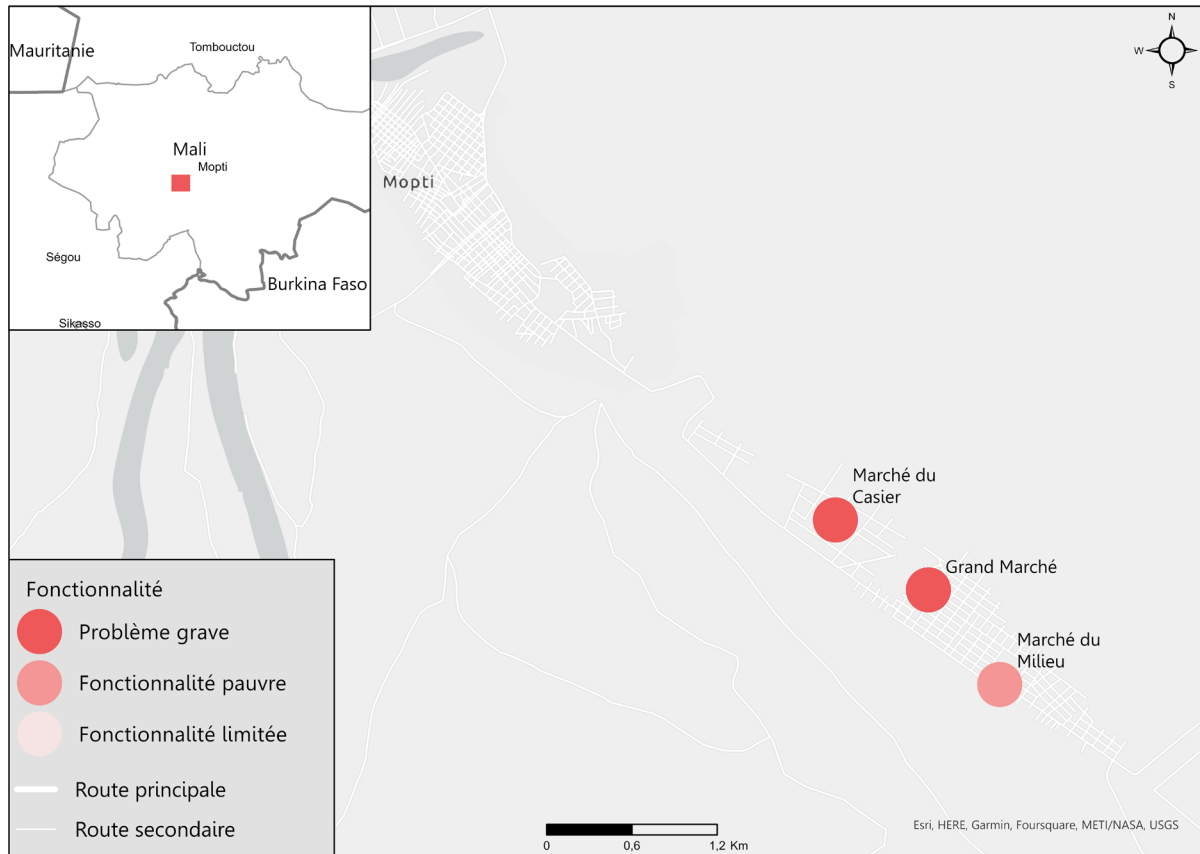 Mauritanie
Tombouctou
Mali
Mopti
Ségou
Burkina Faso
Sikasso
N
W
S
Mopti
Marché du
Casier
Grand Marché
Marché du
Milieu
Fonctionnalité
Problème grave
Fonctionnalité pauvre
Fonctionnalité limitée
Route principale
Route secondaire
0 0,6 1,2 Km
Esri, HERE, Garmin, Foursquare, METI/NASA, USGS